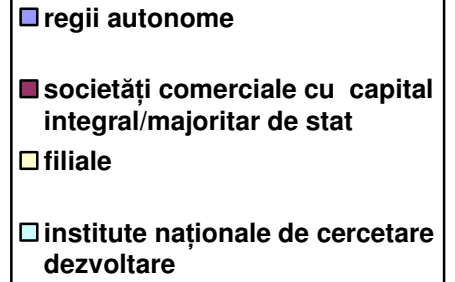 regii autonome
societăți comerciale cu capital
integral/majoritar de stat
filiale
institute naționale de cercetare
dezvoltare